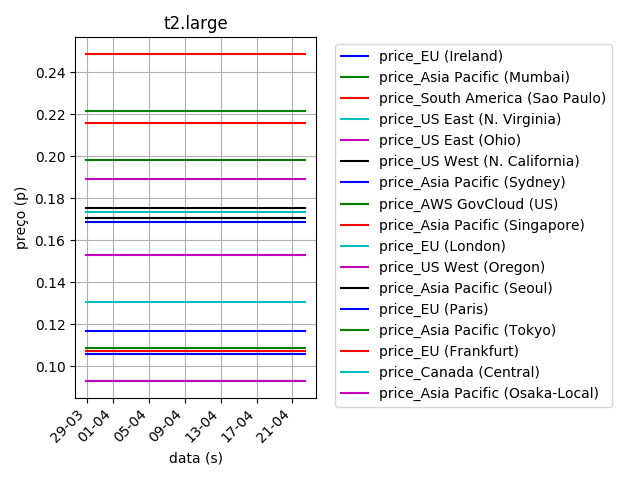 t2.large
0.24
0.22
0.20
0.18
0.16
0.14
0.12
0.10
preço (p)
29-03
01-04
05-04
09-04
13-04
17-04
21-04
data (s)
price_EU (Ireland)
price_Asia Pacific (Mumbai)
price_South America (Sao Paulo)
price_US East (N. Virginia)
price_US East (Ohio)
price_US West (N. California)
price_Asia Pacific (Sydney)
price_AWS GovCloud (US)
price_Asia Pacific (Singapore)
price_EU (London)
price_US West (Oregon)
price_Asia Pacific (Seoul)
price_EU (Paris)
price_Asia Pacific (Tokyo)
price_EU (Frankfurt)
price_Canada (Central)
price_Asia Pacific (Osaka-Local)